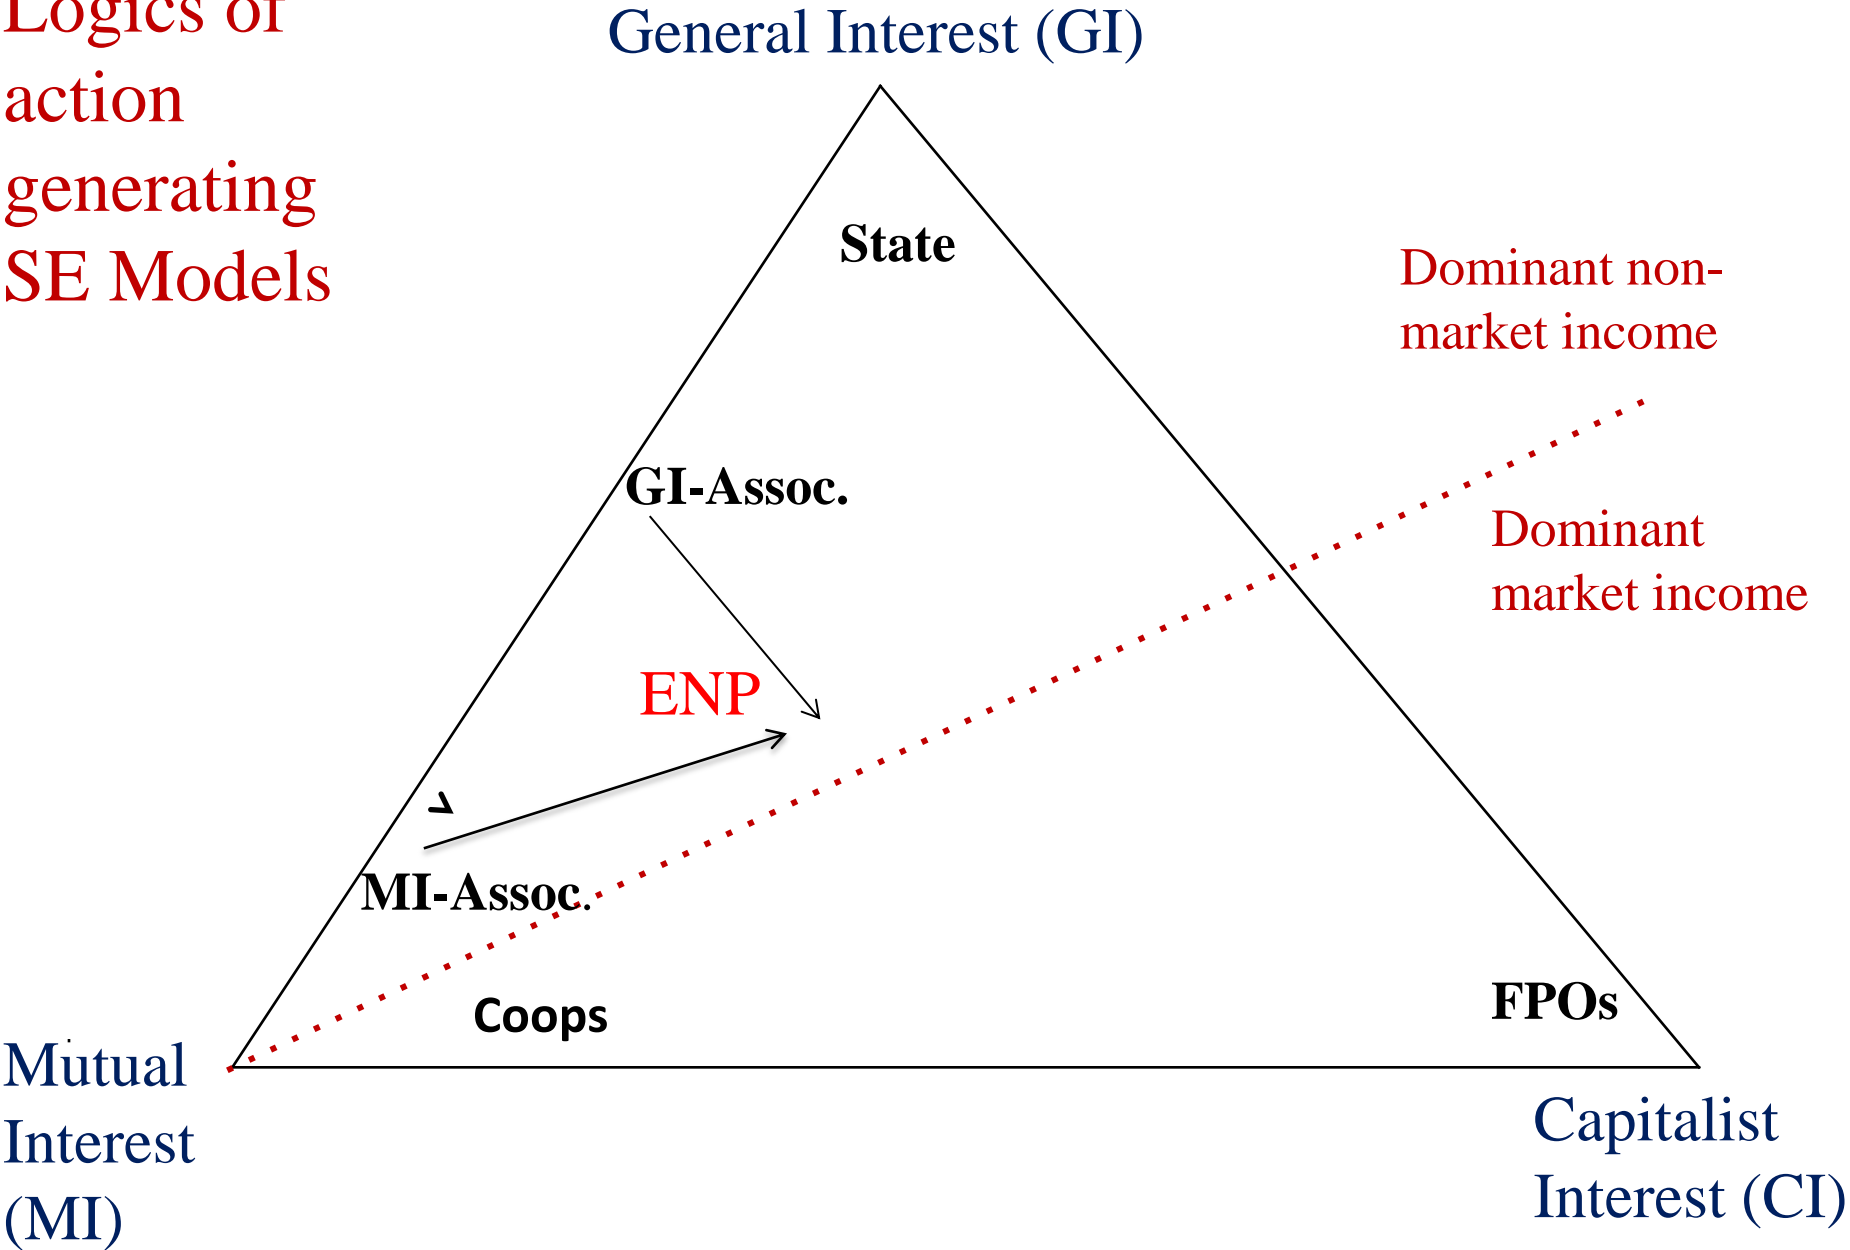 Logics of
action
generating
SE Models
General Interest (GI)
State
Dominant non-
market income
GI-Assoc.
Dominant
market income
ENP
MI-Assoc.
Coops
FPOs
Mutual
Interest
(MI)
Capitalist
Interest (CI)